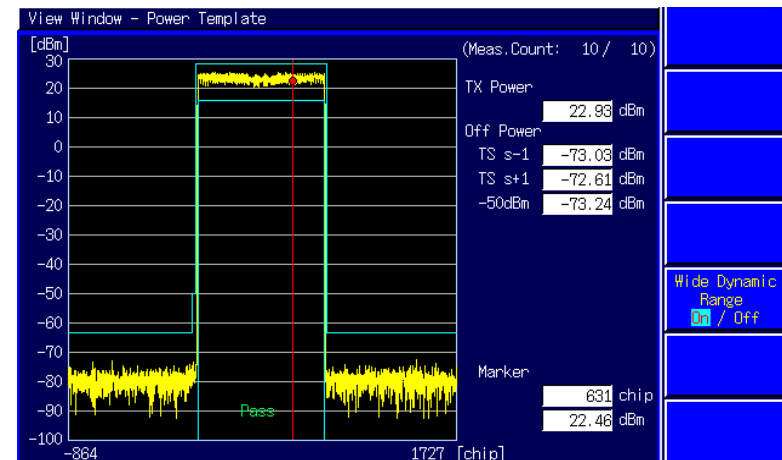 View Window - Power Template
[dBm]
30
20
10
0
-10
-20
-30
-40
-50
-60
-70
-80
-90
-100
-864
1727 [chip]
Pass
(Meas.Count: 10/ 10)
TX Power
22.93 dBm
Off Power
TS s-1 -73.03 dBm
TS s+1 -72.61 dBm
-50dBm -73.24 dBm
Marker
631 chip
22.46 dBm
Wide Dynamic
Range
On / Off